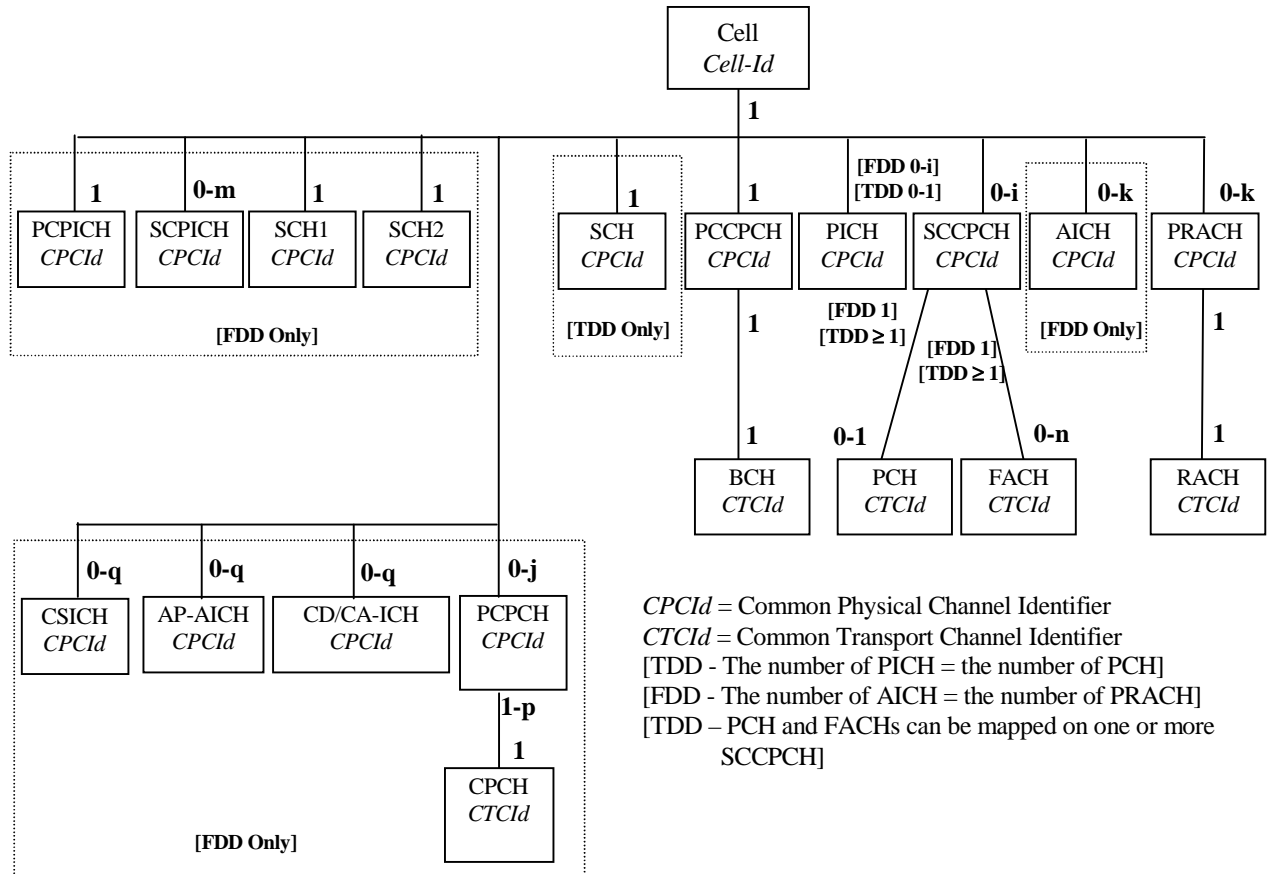 Cell
Cell-Id
1
1
0-m
1
1
1
1
[FDD 0-i]
[TDD 0-1]
0-i
0-k
0-k
PCPICH
CPCId
SCPICH
CPCId
SCH1
CPCId
SCH2
CPCId
SCH
CPCId
PCCPCH
CPCId
PICH
CPCId
SCCPCH
CPCId
AICH
CPCId
PRACH
CPCId
[FDD Only]
[TDD Only]
1
[FDD 1]
[TDD ≥ 1]
[FDD 1]
[TDD ≥ 1]
[FDD Only]
1
1
0-1
0-n
1
BCH
CTCId
PCH
CTCId
FACH
CTCId
RACH
CTCId
0-q
0-q
0-q
0-j
CSICH
CPCId
AP-AICH
CPCId
CD/CA-ICH
CPCId
PCPCH
CPCId
1-p
1
CPCH
CTCId
[FDD Only]
CPCId = Common Physical Channel Identifier
CTCId = Common Transport Channel Identifier
[TDD - The number of PICH = the number of PCH]
[FDD - The number of AICH = the number of PRACH]
[TDD – PCH and FACHs can be mapped on one or more
SCCPCH]